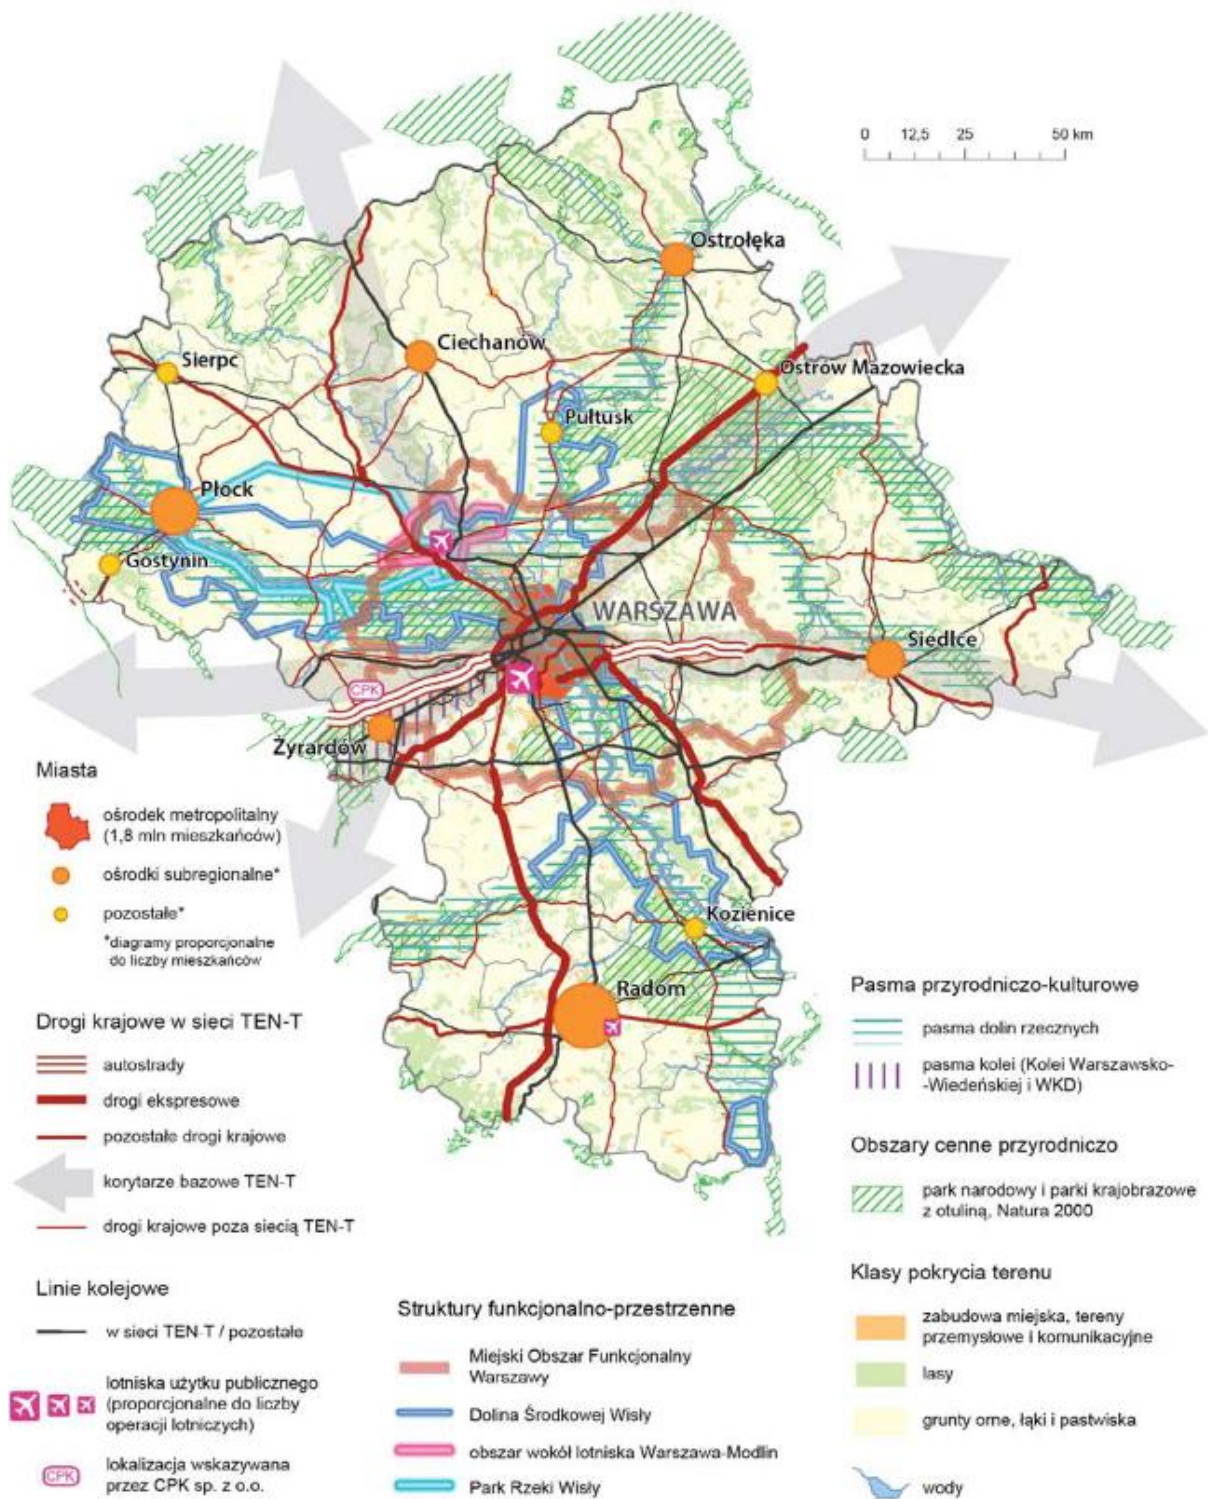 0 12,5 25 50 km
Ostrołęka
Ciechanów
Sierpc
Ostrów Mazowiecka
Pułtusk
Płock
Gostynin
WARSZAWA
Siedlce
CPK
Żyrardów
Kozienice
Radom
Miasta
ośrodek metropolitalny
(1,8 mln mieszkańców)
ośrodki subregionalne*
pozostałe*
*diagramy proporcjonalne
do liczby mieszkańców
Drogi krajowe w sieci TEN-T
autostrady
drogi ekspresowe
pozostałe drogi krajowe
korytarze bazowe TEN-T
drogi krajowe poza siecią TEN-T
Linie kolejowe
w sieci TEN-T / pozostałe
lotniska użytku publicznego
(proporcjonalne do liczby
operacji lotniczych)
CPK
lokalizacja wskazywana
przez CPK sp. z o.o.
Struktury funkcjonalno-przestrzenne
Miejski Obszar Funkcjonalny
Warszawy
Dolina Środkowej Wisły
obszar wokół lotniska Warszawa-Modlin
Park Rzeki Wisły
Pasma przyrodniczo-kulturowe
pasma dolin rzecznych
pasma kolei (Kolei Warszawsko-
-Wiedeńskiej i WKD)
Obszary cenne przyrodniczo
park narodowy i parki krajobrazowe
z otuliną, Natura 2000
Klasy pokrycia terenu
zabudowa miejska, tereny
przemysłowe i komunikacyjne
lasy
grunty orne, łąki i pastwiska
wody